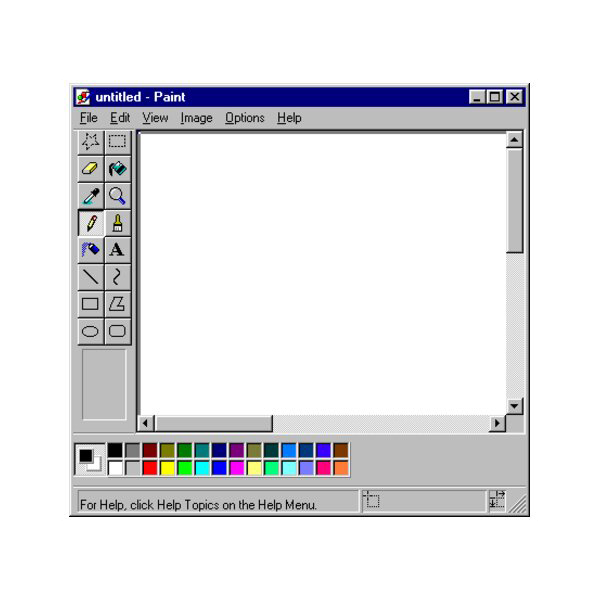 untitled - Paint
File Edit View Image Options Help
A
For Help, click Help Topics on the Help Menu.